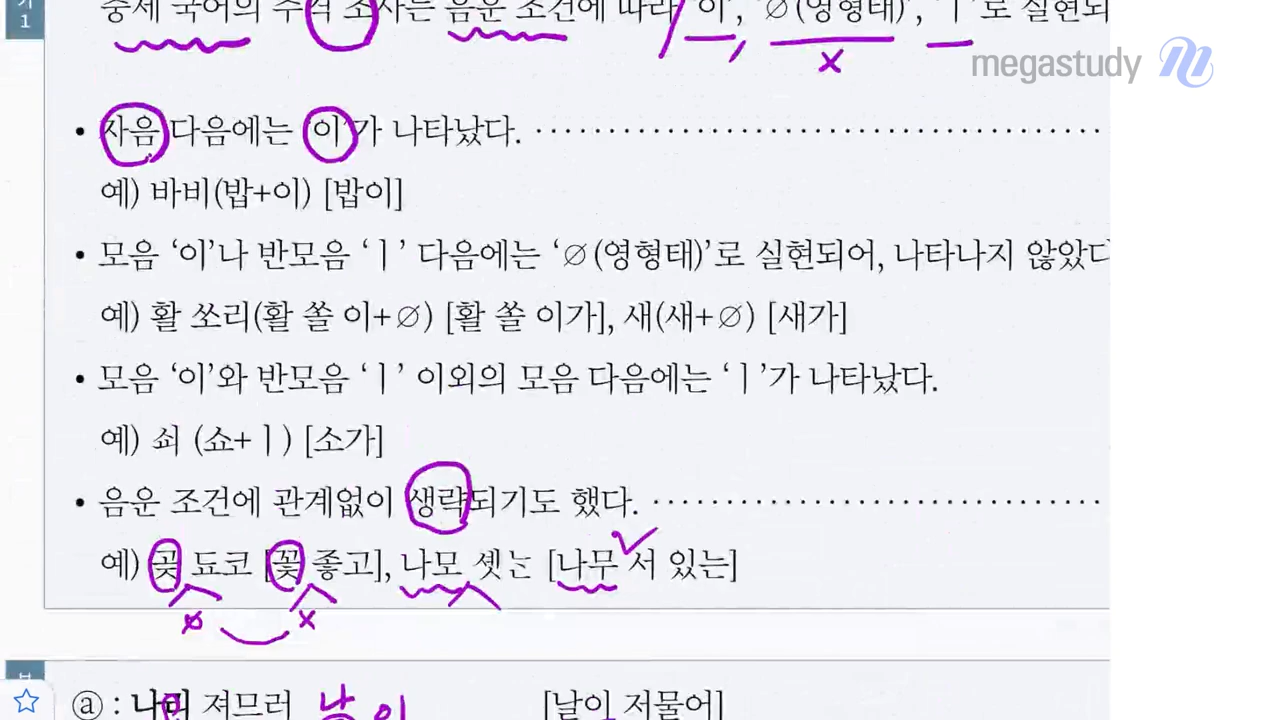 중세 국어의 주격 조사는 음운 조건에 따라 '이', '∅(영형태)', 'ㅣ'로 실현되
megastudy
• 자음 다음에는 '이'가 나타났다. ········
예) 바비(밥+이) [밥이]
• 모음 '이'나 반모음 'ㅣ' 다음에는 '∅(영형태)'로 실현되어, 나타나지 않았다
예) 활 쏘리(활 쏠 이+∅) [활 쏠 이가], 새(새+∅) [새가]
• 모음 '이'와 반모음 'ㅣ' 이외의 모음 다음에는 'ㅣ'가 나타났다.
예) 쇠 (쇼+ㅣ) [소가]
• 음운 조건에 관계없이 생략되기도 했다. ········
예) 곶 됴코 [꽃 좋고], 나모 솃ᄂᆞᆫ [나무 서 있는]
∅ x
ⓐ : 나리 져므러 [날이 저물어]